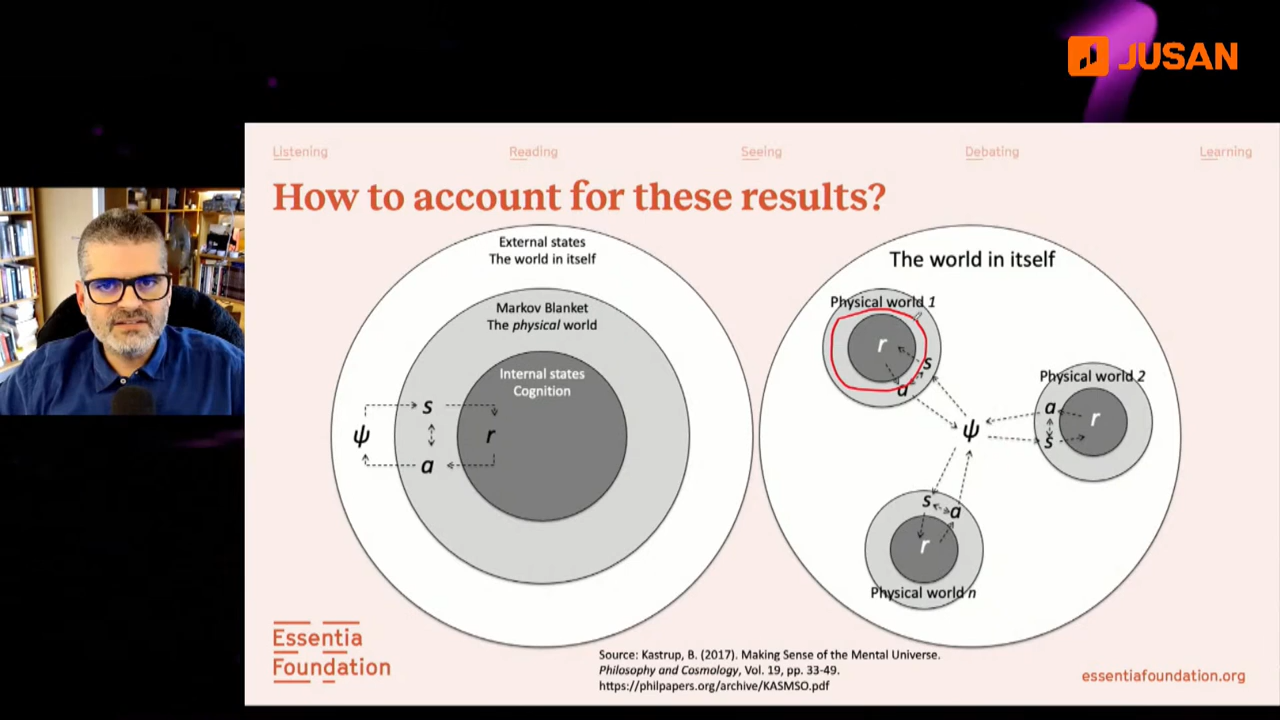 JUSAN
Listening
Reading
Seeing
Debating
Learning
How to account for these results?
External states
The world in itself
Markov Blanket
The physical world
Internal states
Cognition
s
ψ
r
a
The world in itself
Physical world 1
r
s
a
Physical world 2
a
r
s
ψ
s
a
r
Physical world n
Essentia
Foundation
Source: Kastrup, B. (2017). Making Sense of the Mental Universe.
Philosophy and Cosmology, Vol. 19, pp. 33-49.
https://philpapers.org/archive/KASMSO.pdf
essentiafoundation.org